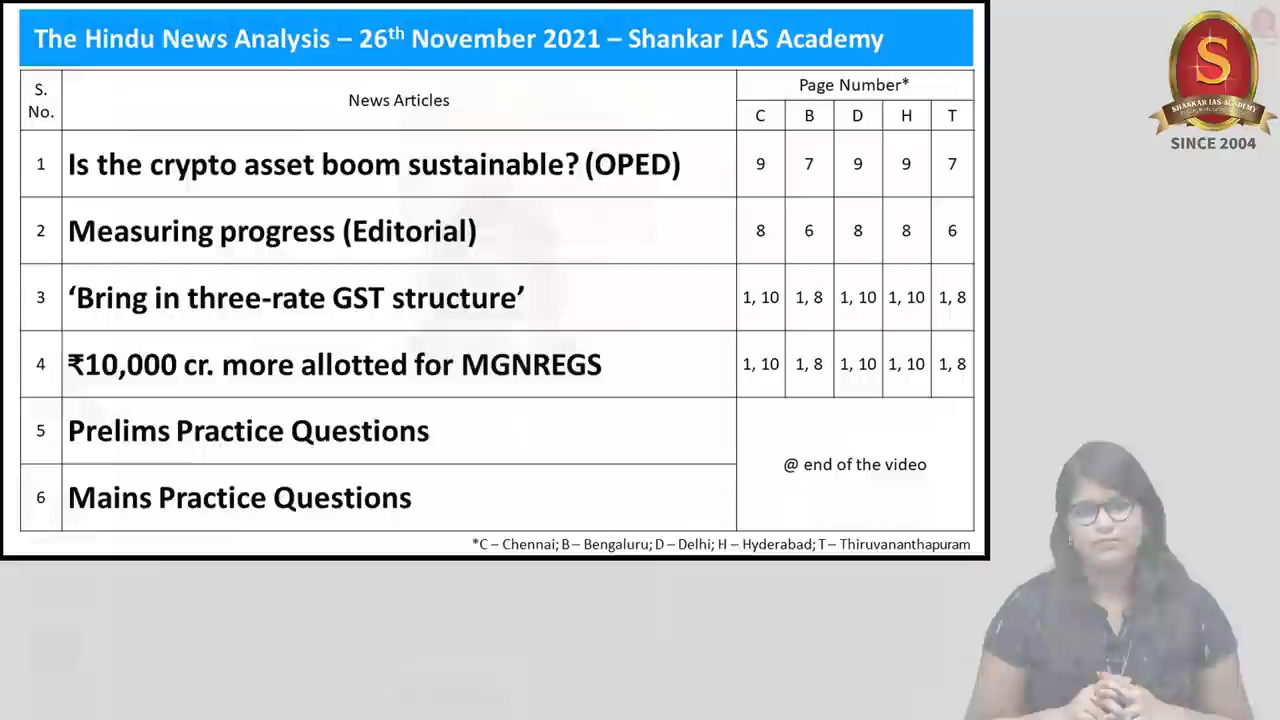 The Hindu News Analysis – 26th November 2021 – Shankar IAS Academy
S. No. News Articles Page Number*
C B D H T
1 Is the crypto asset boom sustainable? (OPED) 9 7 9 9 7
2 Measuring progress (Editorial) 8 6 8 8 6
3 ‘Bring in three-rate GST structure’ 1, 10 1, 8 1, 10 1, 10 1, 8
4 ₹10,000 cr. more allotted for MGNREGS 1, 10 1, 8 1, 10 1, 10 1, 8
5 Prelims Practice Questions
@ end of the video
6 Mains Practice Questions
*C – Chennai; B – Bengaluru; D – Delhi; H – Hyderabad; T – Thiruvananthapuram
S
SHANKAR IAS ACADEMY
SINCE 2004